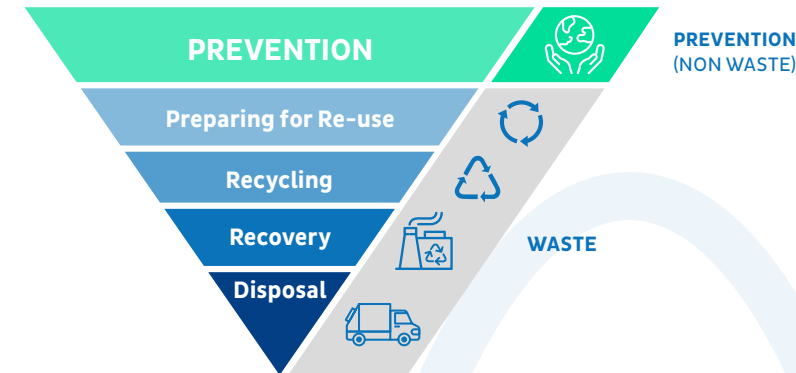 PREVENTION
PREVENTION
(NON WASTE)
Preparing for Re-use
Recycling
Recovery
WASTE
Disposal